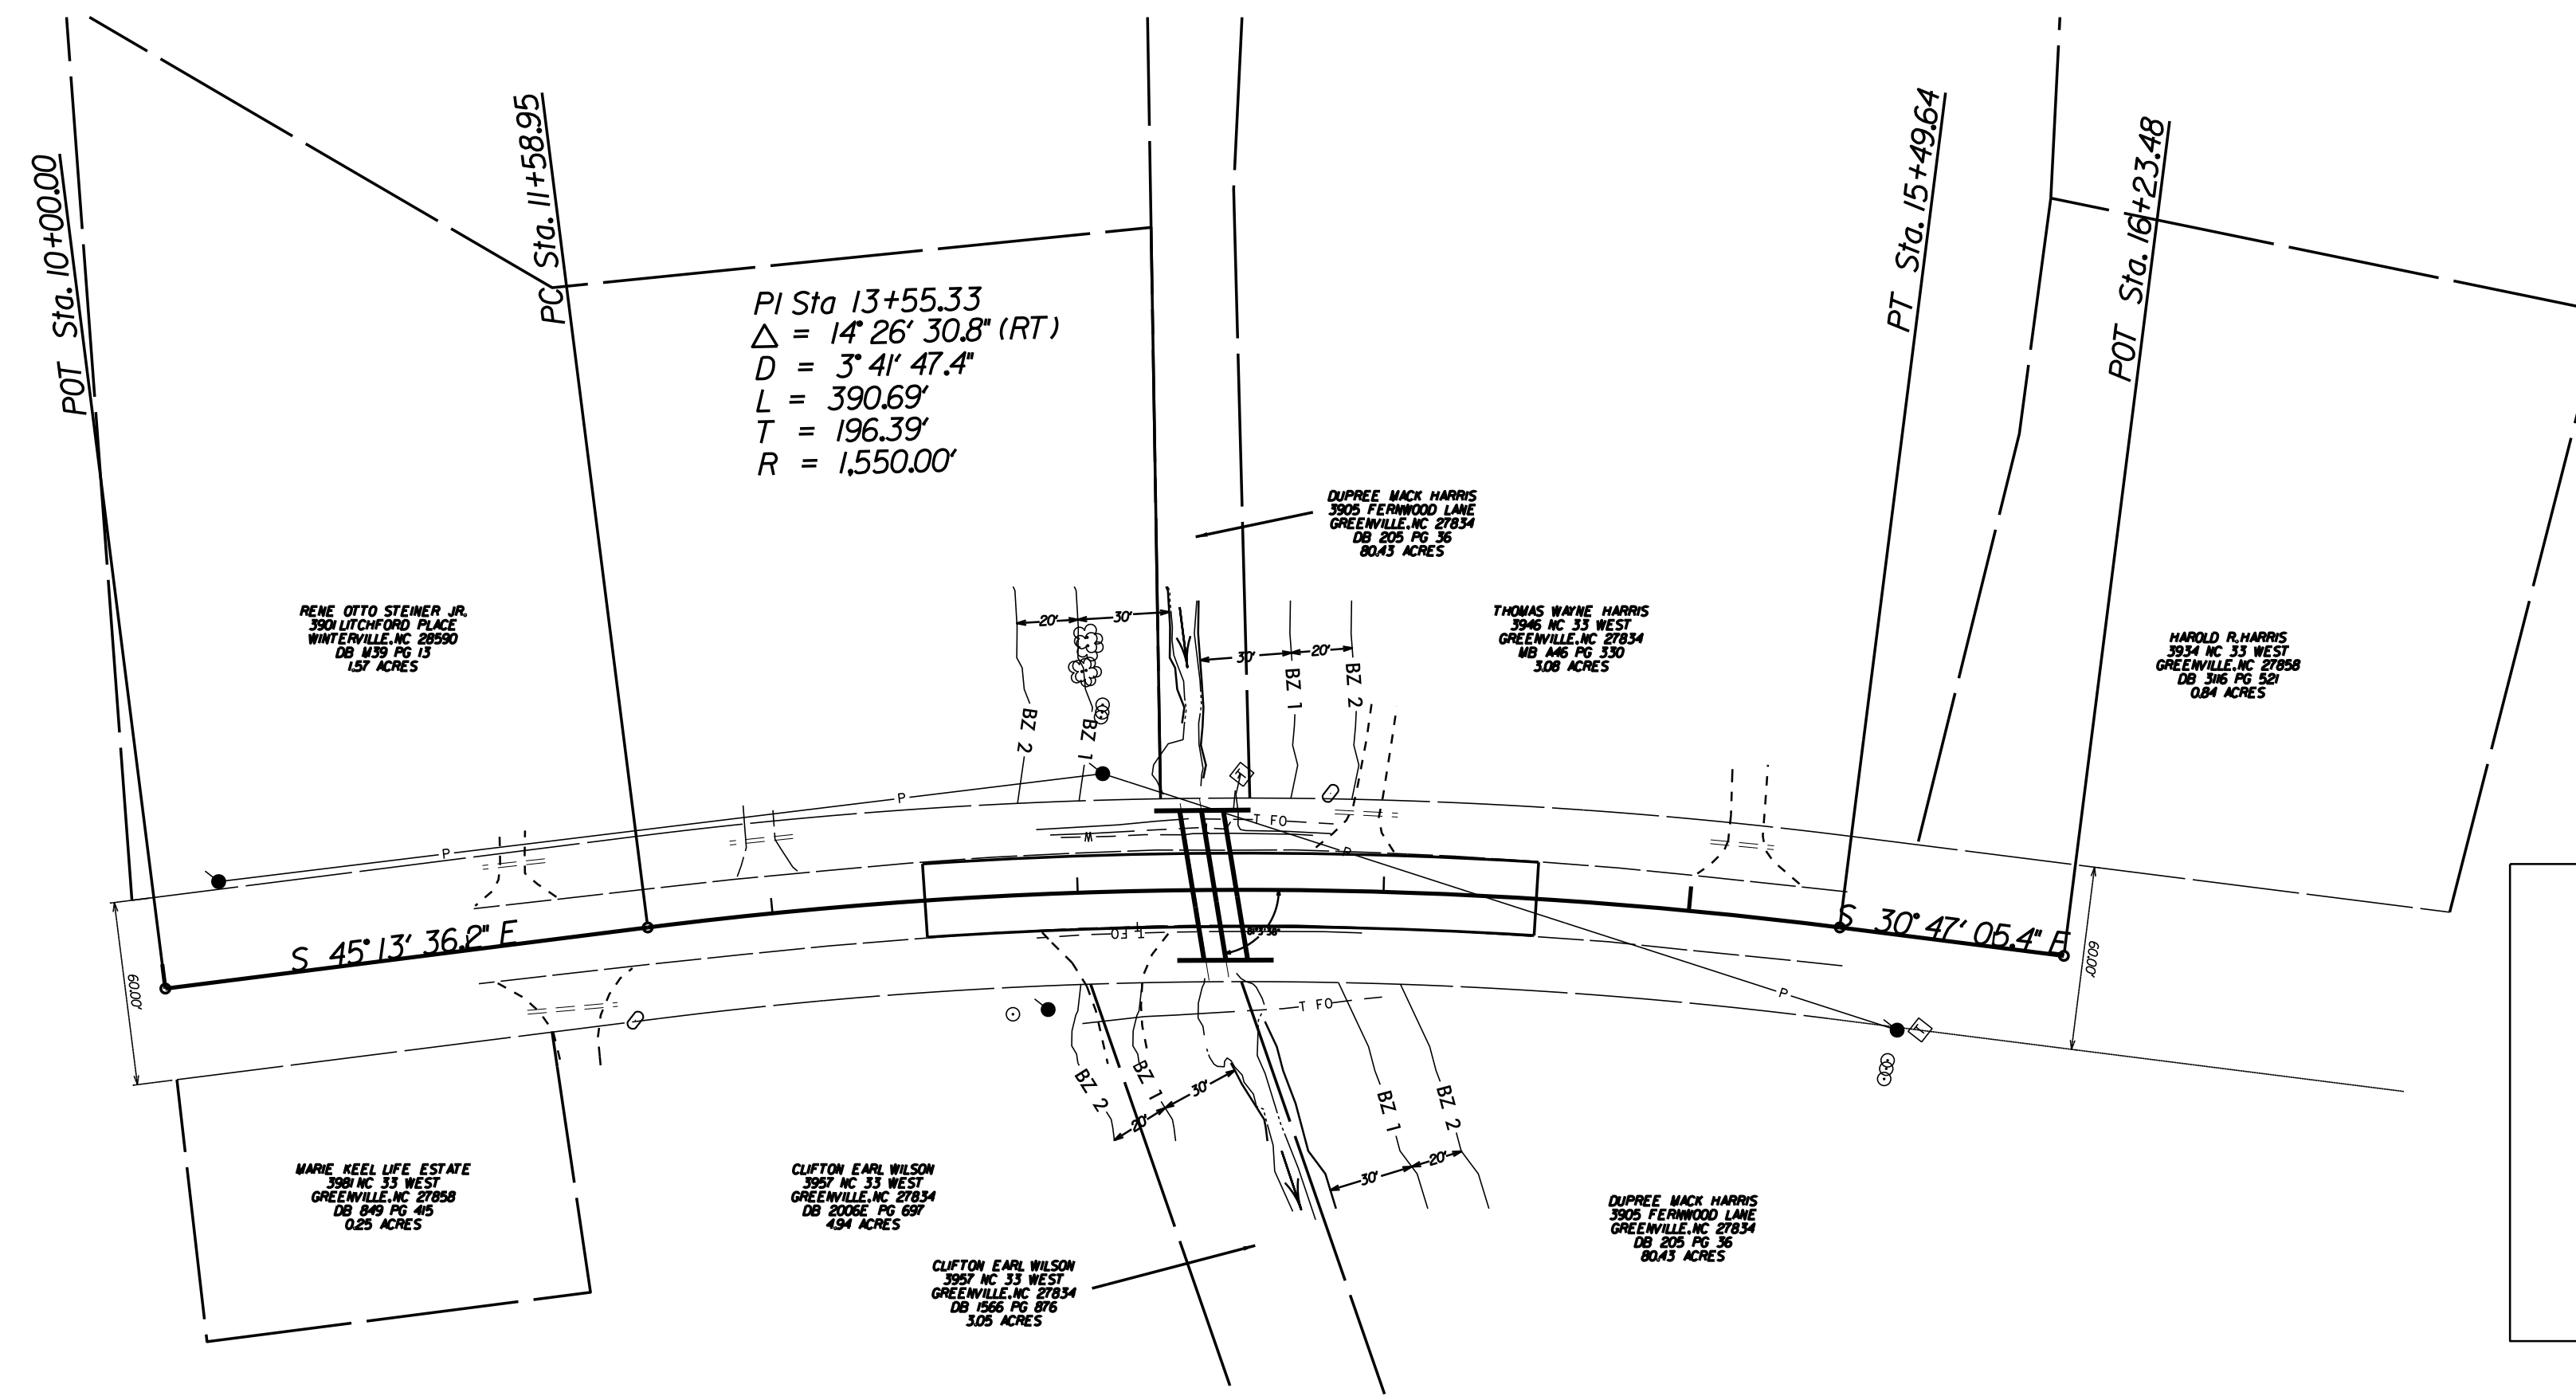 POT Sta. 10+00.00
PC Sta. 11+58.95
PT Sta. 15+49.64
POT Sta. 16+23.48
PI Sta 13+55.33
△ = 14° 26' 30.8" (RT)
D = 3° 41' 47.4"
L = 390.69'
T = 196.39'
R = 1,550.00'
DUPREE MACK HARRIS
3905 FERNWOOD LANE
GREENVILLE, NC 27834
DB 205 PG 36
80.43 ACRES
RENE OTTO STEINER JR.
3901 LITCHFORD PLACE
WINTERVILLE, NC 28590
DB M39 PG 13
1.57 ACRES
THOMAS WAYNE HARRIS
3946 NC 33 WEST
GREENVILLE, NC 27834
MB A46 PG 330
3.08 ACRES
HAROLD R. HARRIS
3934 NC 33 WEST
GREENVILLE, NC 27858
DB 3116 PG 521
0.84 ACRES
20'
30'
30'
20'
BZ 2
BZ 1
BZ 1
BZ 2
T
P
P
T FO
W
P
S 45° 13' 36.2" E
T FO
T
S 30° 47' 05.4" E
60.00'
60.00'
P
T FO
T
BZ 2
BZ 1
20'
30'
BZ 1
BZ 2
30'
20'
MARIE KEEL LIFE ESTATE
3981 NC 33 WEST
GREENVILLE, NC 27858
DB 849 PG 415
0.25 ACRES
CLIFTON EARL WILSON
3957 NC 33 WEST
GREENVILLE, NC 27834
DB 2006E PG 697
4.94 ACRES
DUPREE MACK HARRIS
3905 FERNWOOD LANE
GREENVILLE, NC 27834
DB 205 PG 36
80.43 ACRES
CLIFTON EARL WILSON
3957 NC 33 WEST
GREENVILLE, NC 27834
DB 1566 PG 876
3.05 ACRES